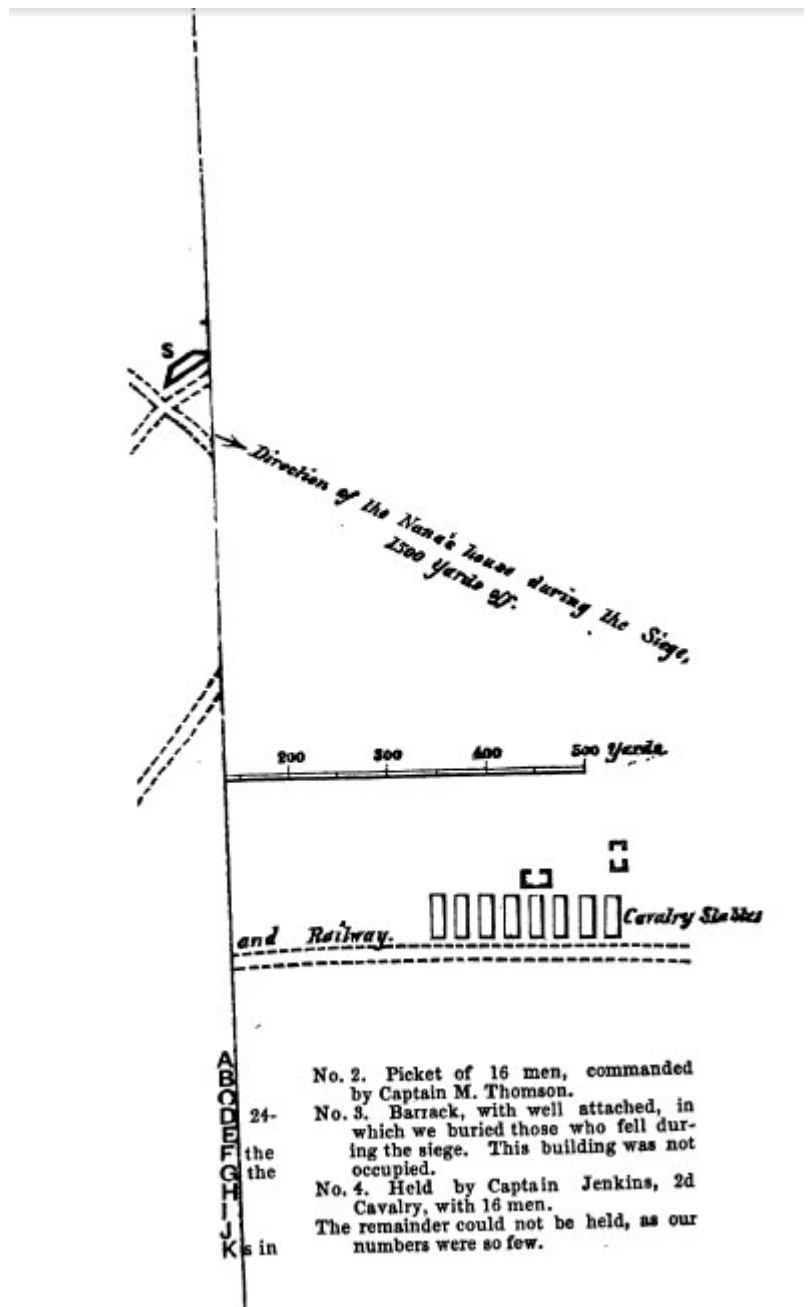 S
Direction of the Nana's house during the Siege,
1500 Yards off.
200 300 400 500 Yards
Cavalry Stables
and Railway.
A
B
C
D 24-
E
F the
G the
H
I
J
K s in
No. 2. Picket of 16 men, commanded
by Captain M. Thomson.
No. 3. Barrack, with well attached, in
which we buried those who fell dur-
ing the siege. This building was not
occupied.
No. 4. Held by Captain Jenkins, 2d
Cavalry, with 16 men.
The remainder could not be held, as our
numbers were so few.